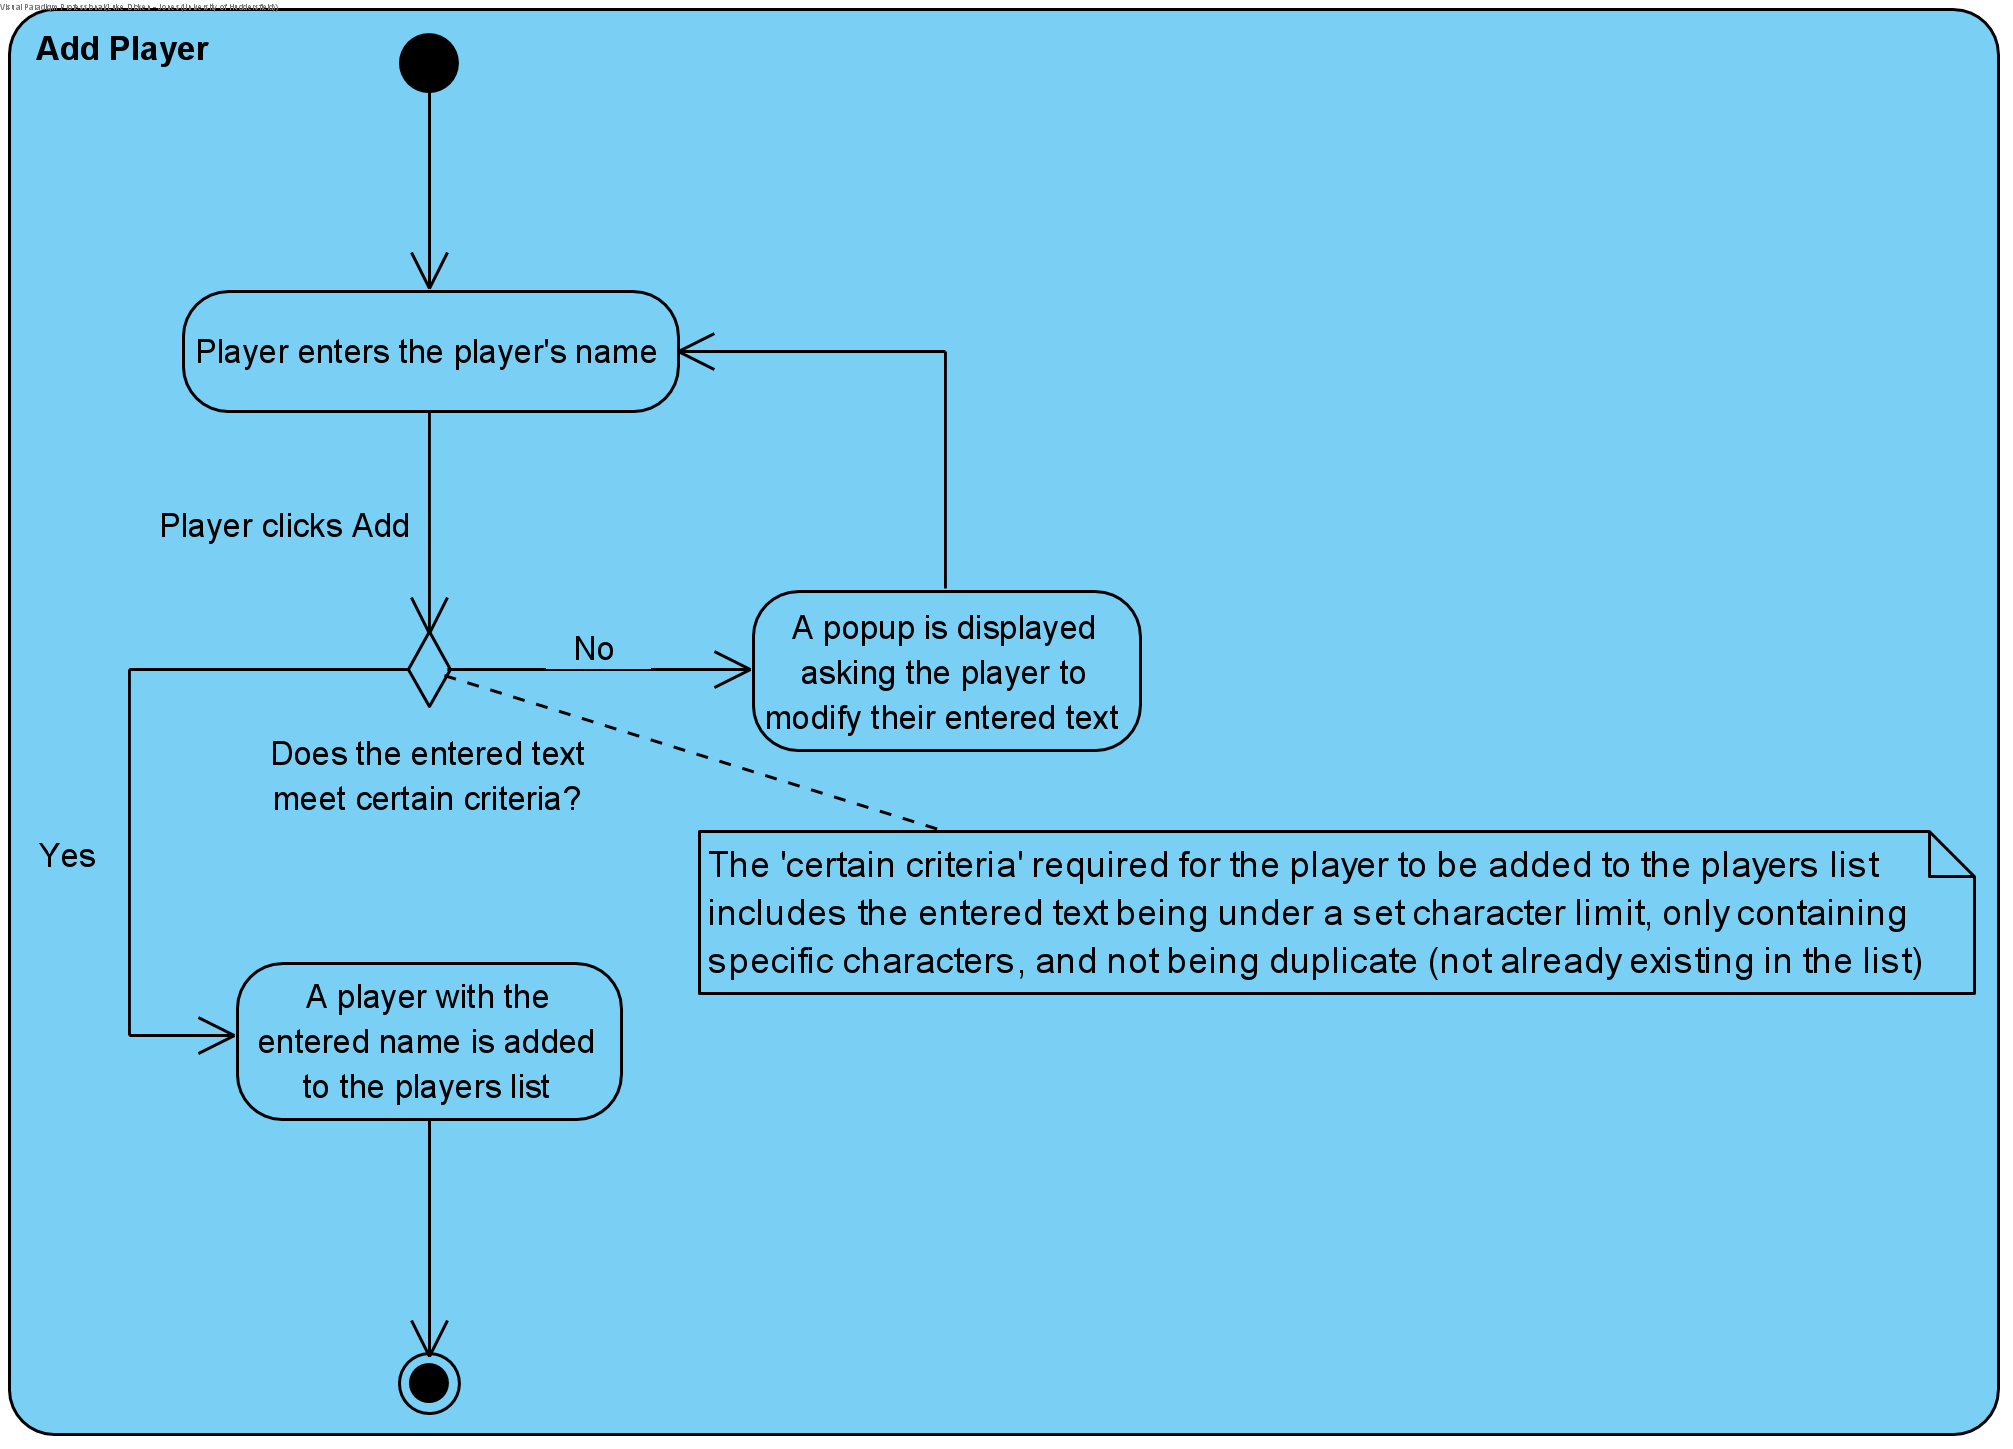 Add Player
Player enters the player's name
Player clicks Add
No
A popup is displayed
asking the player to
modify their entered text
Does the entered text
meet certain criteria?
Yes
The 'certain criteria' required for the player to be added to the players list
includes the entered text being under a set character limit, only containing
specific characters, and not being duplicate (not already existing in the list)
A player with the
entered name is added
to the players list